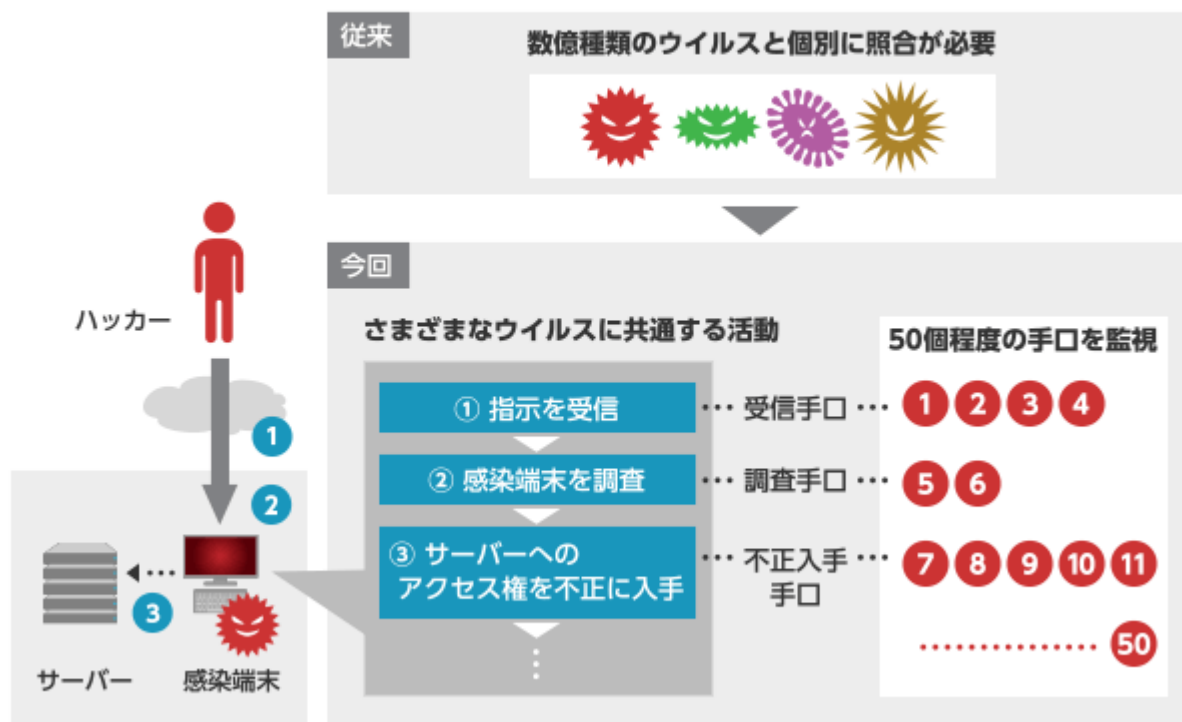 従来
数億種類のウイルスと個別に照合が必要
今回
ハッカー
さまざまなウイルスに共通する活動
50個程度の手口を監視
① 指示を受信
… 受信手口 …
1 2 3 4
1
② 感染端末を調査
… 調査手口 …
5 6
2
③ サーバーへの
アクセス権を不正に入手
… 不正入手 …
手口
7 8 9 10 11
3
サーバー
感染端末
⋮
…………… 50